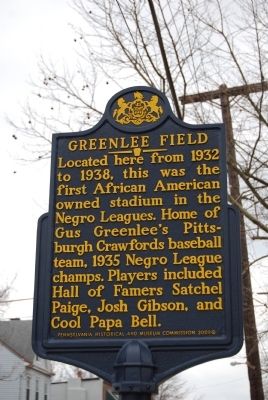 GREENLEE FIELD
Located here from 1932
to 1938, this was the
first African American
owned stadium in the
Negro Leagues. Home of
Gus Greenlee's Pitts-
burgh Crawfords baseball
team, 1935 Negro League
champs. Players included
Hall of Famers Satchel
Paige, Josh Gibson, and
Cool Papa Bell.
PENNSYLVANIA HISTORICAL AND MUSEUM COMMISSION 2009©